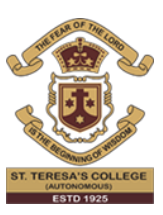 THE FEAR OF THE LORD
IS THE BEGINNING OF WISDOM
ST. TERESA'S COLLEGE
(AUTONOMOUS)
ESTD 1925